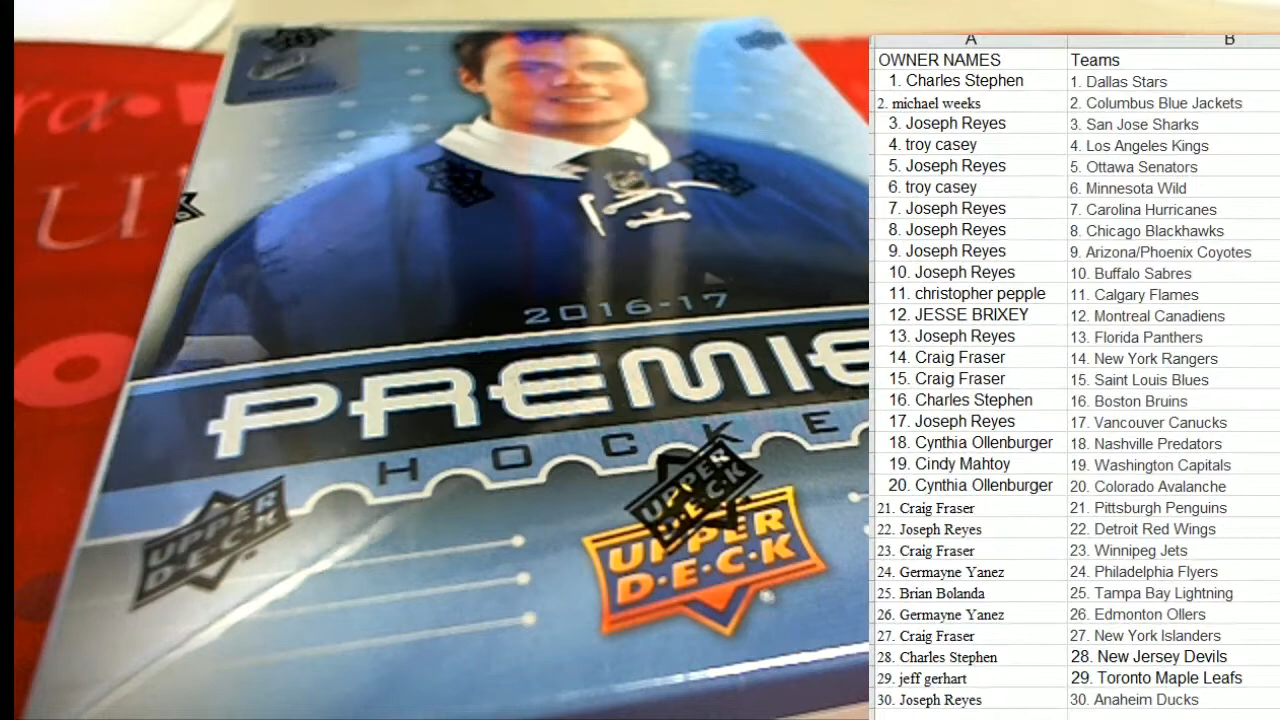 2016-17
PREMIE
HOCKE
UPPER
DECK
UPPER
DECK
UPPER
D·E·C·K
A B
OWNER NAMES Teams
1. Charles Stephen 1. Dallas Stars
2. michael weeks 2. Columbus Blue Jackets
3. Joseph Reyes 3. San Jose Sharks
4. troy casey 4. Los Angeles Kings
5. Joseph Reyes 5. Ottawa Senators
6. troy casey 6. Minnesota Wild
7. Joseph Reyes 7. Carolina Hurricanes
8. Joseph Reyes 8. Chicago Blackhawks
9. Joseph Reyes 9. Arizona/Phoenix Coyotes
10. Joseph Reyes 10. Buffalo Sabres
11. christopher pepple 11. Calgary Flames
12. JESSE BRIXEY 12. Montreal Canadiens
13. Joseph Reyes 13. Florida Panthers
14. Craig Fraser 14. New York Rangers
15. Craig Fraser 15. Saint Louis Blues
16. Charles Stephen 16. Boston Bruins
17. Joseph Reyes 17. Vancouver Canucks
18. Cynthia Ollenburger 18. Nashville Predators
19. Cindy Mahtoy 19. Washington Capitals
20. Cynthia Ollenburger 20. Colorado Avalanche
21. Craig Fraser 21. Pittsburgh Penguins
22. Joseph Reyes 22. Detroit Red Wings
23. Craig Fraser 23. Winnipeg Jets
24. Germayne Yanez 24. Philadelphia Flyers
25. Brian Bolanda 25. Tampa Bay Lightning
26. Germayne Yanez 26. Edmonton Ollers
27. Craig Fraser 27. New York Islanders
28. Charles Stephen 28. New Jersey Devils
29. jeff gerhart 29. Toronto Maple Leafs
30. Joseph Reyes 30. Anaheim Ducks